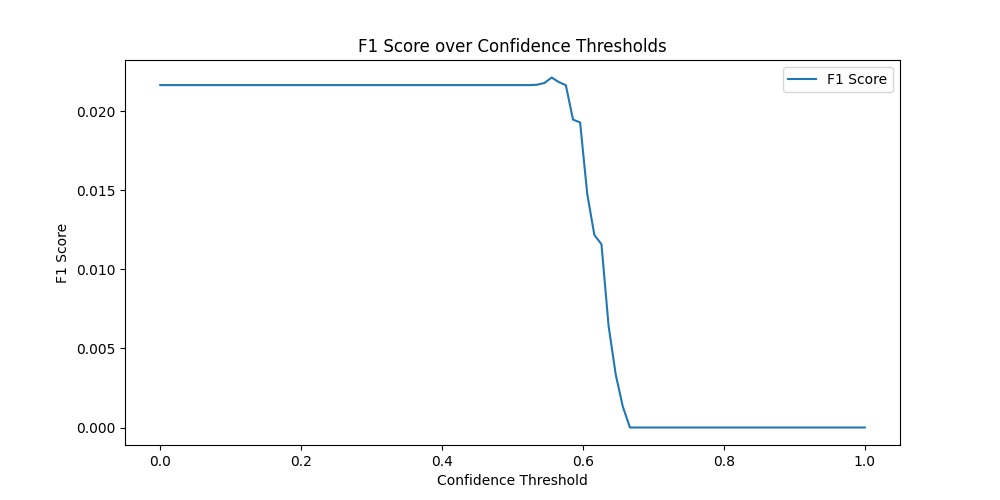 F1 Score over Confidence Thresholds
F1 Score
F1 Score
0.020
0.015
0.010
0.005
0.000
0.0 0.2 0.4 0.6 0.8 1.0
Confidence Threshold